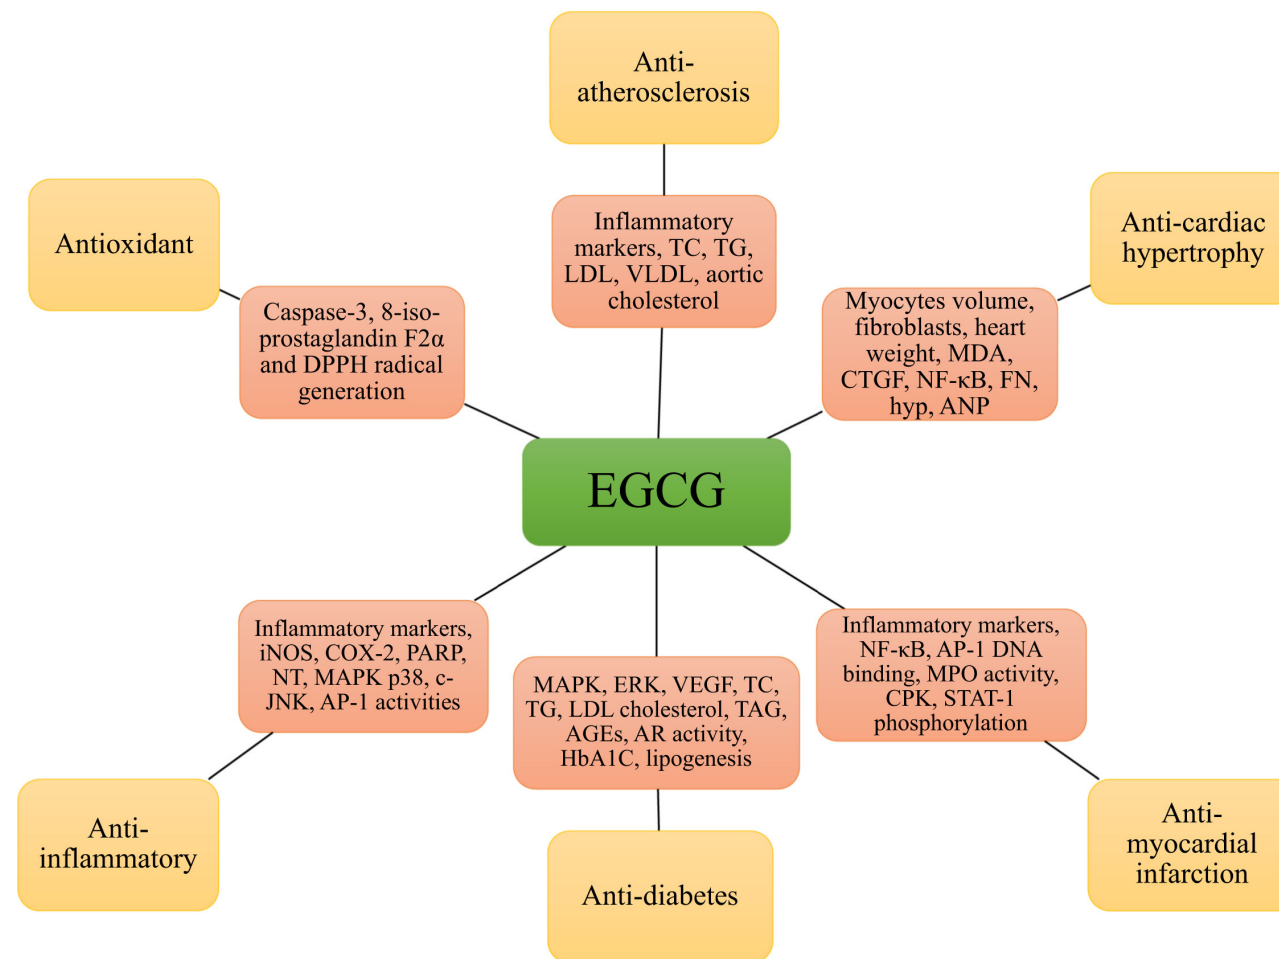 Anti-
atherosclerosis
Inflammatory
markers, TC, TG,
LDL, VLDL, aortic
cholesterol
Anti-cardiac
hypertrophy
Myocytes volume,
fibroblasts, heart
weight, MDA,
CTGF, NF-κB, FN,
hyp, ANP
Antioxidant
Caspase-3, 8-iso-
prostaglandin F2α
and DPPH radical
generation
EGCG
Inflammatory markers,
iNOS, COX-2, PARP,
NT, MAPK p38, c-
JNK, AP-1 activities
Anti-
inflammatory
MAPK, ERK, VEGF, TC,
TG, LDL cholesterol, TAG,
AGEs, AR activity,
HbA1C, lipogenesis
Anti-diabetes
Inflammatory markers,
NF-κB, AP-1 DNA
binding, MPO activity,
CPK, STAT-1
phosphorylation
Anti-
myocardial
infarction